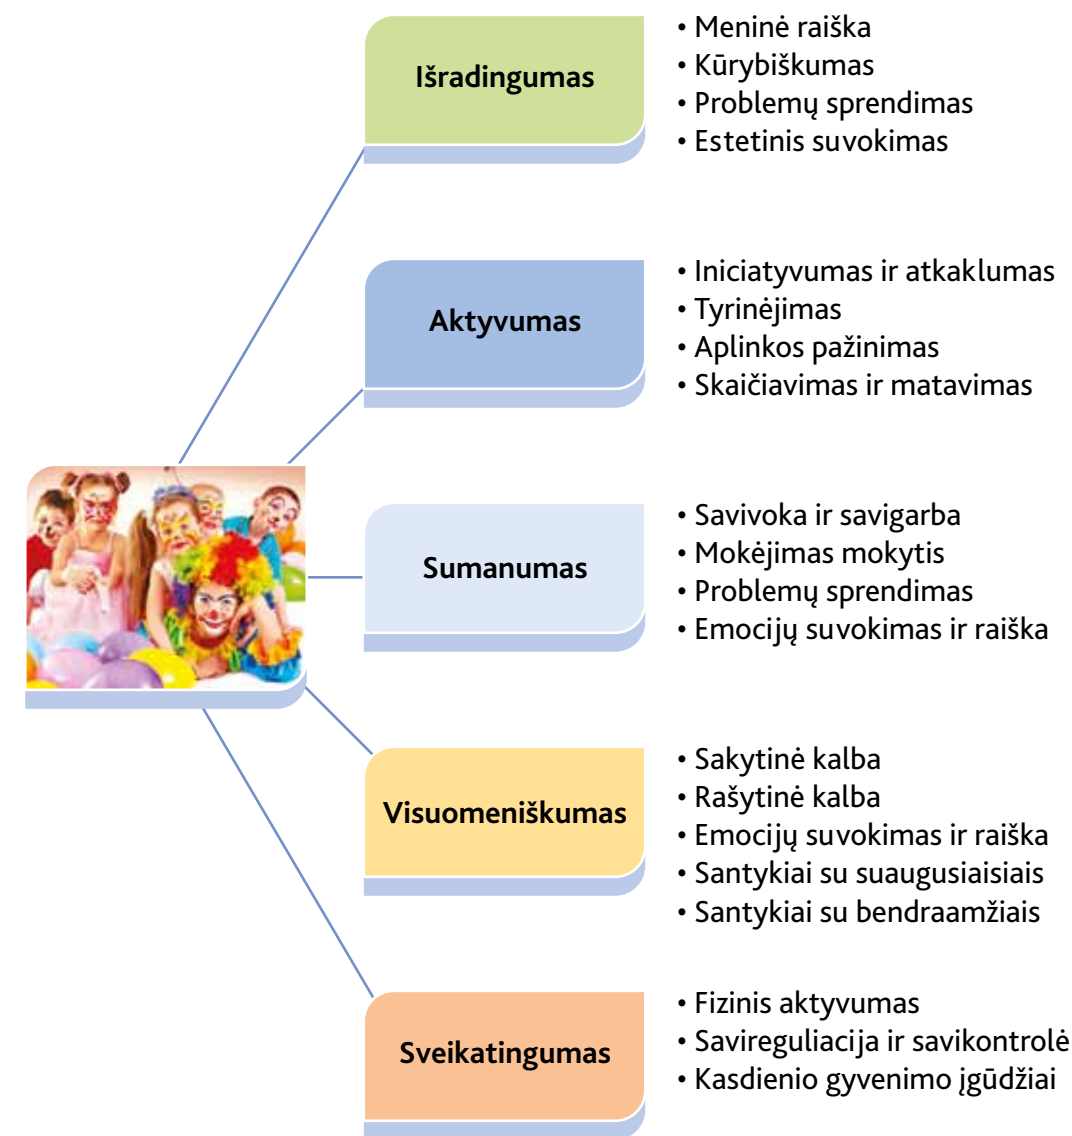 Išradingumas
• Meninė raiška
• Kūrybiškumas
• Problemų sprendimas
• Estetinis suvokimas
Aktyvumas
• Iniciatyvumas ir atkaklumas
• Tyrinėjimas
• Aplinkos pažinimas
• Skaičiavimas ir matavimas
Sumanumas
• Savivoka ir savigarba
• Mokėjimas mokytis
• Problemų sprendimas
• Emocijų suvokimas ir raiška
Visuomeniškumas
• Sakytinė kalba
• Rašytinė kalba
• Emocijų suvokimas ir raiška
• Santykiai su suaugusiaisiais
• Santykiai su bendraamžiais
Sveikatingumas
• Fizinis aktyvumas
• Savireguliacija ir savikontrolė
• Kasdienio gyvenimo įgūdžiai